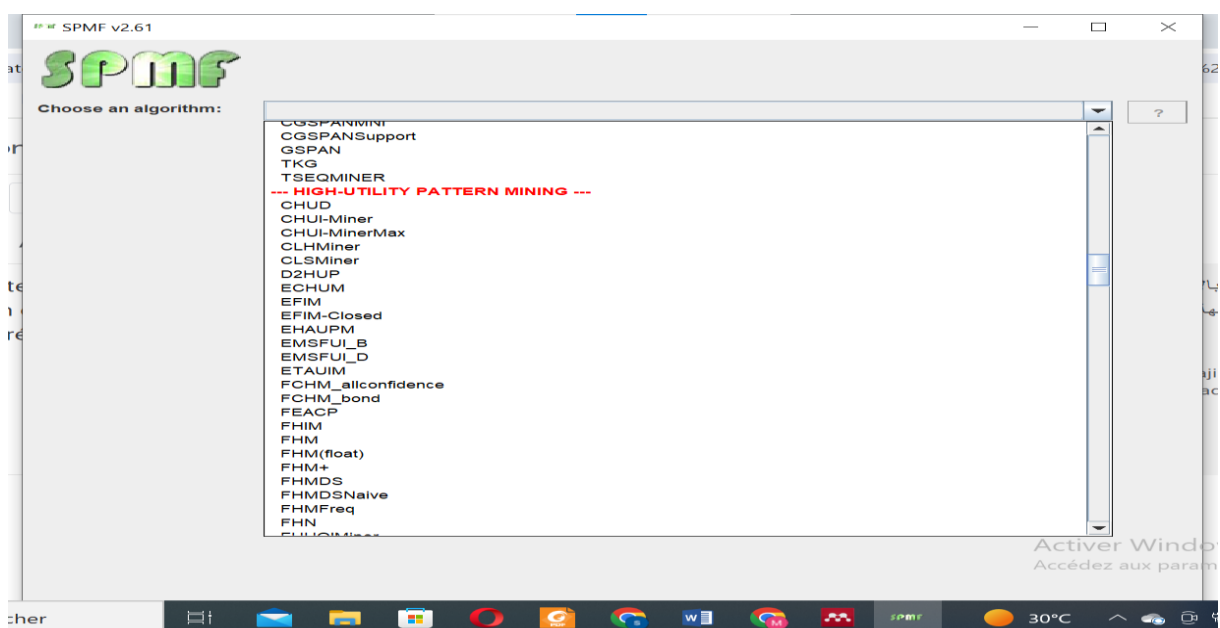 SPMF v2.61
SPMF
Choose an algorithm:
?
CGSPANMNI
CGSPANSupport
GSPAN
TKG
TSEQMINER
--- HIGH-UTILITY PATTERN MINING ---
CHUD
CHUI-Miner
CHUI-MinerMax
CLHMiner
CLSMiner
D2HUP
ECHUM
EFIM
EFIM-Closed
EHAUPM
EMSFUI_B
EMSFUI_D
ETAUIM
FCHM_allconfidence
FCHM_bond
FEACP
FHIM
FHM
FHM(float)
FHM+
FHMDS
FHMDSNaive
FHMFreq
FHN
Activer Windo
Accédez aux param
cher
30°C